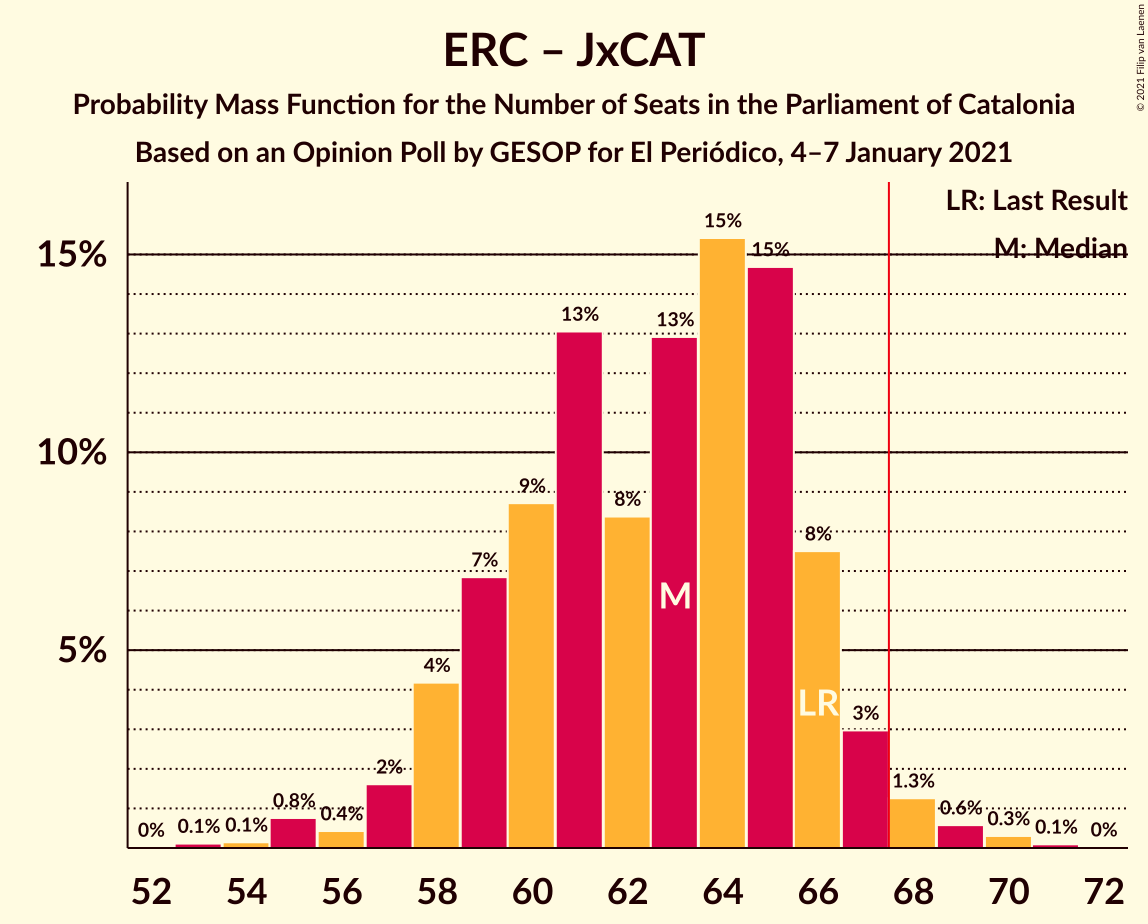 ERC – JxCAT
Probability Mass Function for the Number of Seats in the Parliament of Catalonia
Based on an Opinion Poll by GESOP for El Periódico, 4–7 January 2021
© 2021 Filip van Laenen
LR: Last Result
M: Median
15%
10%
5%
0%
0.1%
0.1%
0.8%
0.4%
2%
4%
7%
9%
13%
8%
13%
15%
15%
8%
3%
1.3%
0.6%
0.3%
0.1%
0%
M
LR
52 54 56 58 60 62 64 66 68 70 72